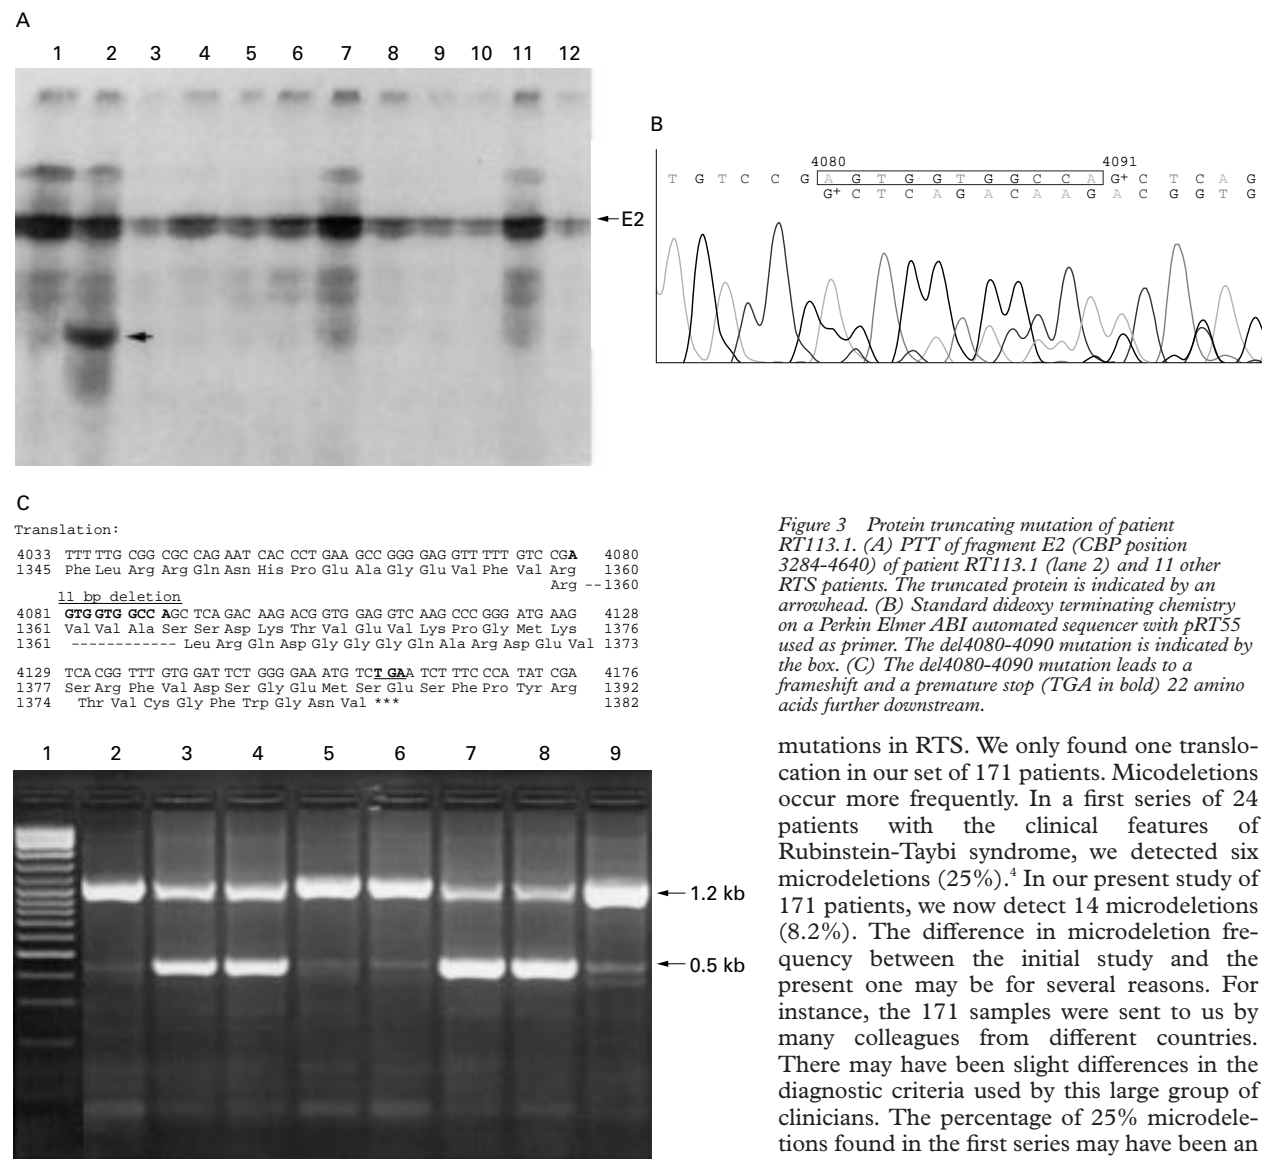 A
1 2 3 4 5 6 7 8 9 10 11 12
E2
B
4080 4091
T G T C C G A G T G G T G G C C A G+ C T C A G
G+ C T C A G A C A A G A C G G T G
C
Translation:
4033 TTT TTG CGG CGC CAG AAT CAC CCT GAA GCC GGG GAG GTT TTT GTC CGA 4080
1345 Phe Leu Arg Arg Gln Asn His Pro Glu Ala Gly Glu Val Phe Val Arg 1360
Arg --1360
11 bp deletion
4081 GTG GTG GCC AGC TCA GAC AAG ACG GTG GAG GTC AAG CCC GGG ATG AAG 4128
1361 Val Val Ala Ser Ser Asp Lys Thr Val Glu Val Lys Pro Gly Met Lys 1376
1361 ------------ Leu Arg Gln Asp Gly Gly Gly Gln Ala Arg Asp Glu Val 1373
4129 TCA CGG TTT GTG GAT TCT GGG GAA ATG TCT GAA TCT TTC CCA TAT CGA 4176
1377 Ser Arg Phe Val Asp Ser Gly Glu Met Ser Glu Ser Phe Pro Tyr Arg 1392
1374 Thr Val Cys Gly Phe Trp Gly Asn Val *** 1382
1 2 3 4 5 6 7 8 9
1.2 kb
0.5 kb
Figure 3 Protein truncating mutation of patient
RT113.1. (A) PTT of fragment E2 (CBP position
3284-4640) of patient RT113.1 (lane 2) and 11 other
RTS patients. The truncated protein is indicated by an
arrowhead. (B) Standard dideoxy terminating chemistry
on a Perkin Elmer ABI automated sequencer with pRT55
used as primer. The del4080-4090 mutation is indicated by
the box. (C) The del4080-4090 mutation leads to a
frameshift and a premature stop (TGA in bold) 22 amino
acids further downstream.
mutations in RTS. We only found one translo-
cation in our set of 171 patients. Micodeletions
occur more frequently. In a first series of 24
patients with the clinical features of
Rubinstein-Taybi syndrome, we detected six
microdeletions (25%).4 In our present study of
171 patients, we now detect 14 microdeletions
(8.2%). The difference in microdeletion fre-
quency between the initial study and the
present one may be for several reasons. For
instance, the 171 samples were sent to us by
many colleagues from different countries.
There may have been slight differences in the
diagnostic criteria used by this large group of
clinicians. The percentage of 25% microdele-
tions found in the first series may have been an